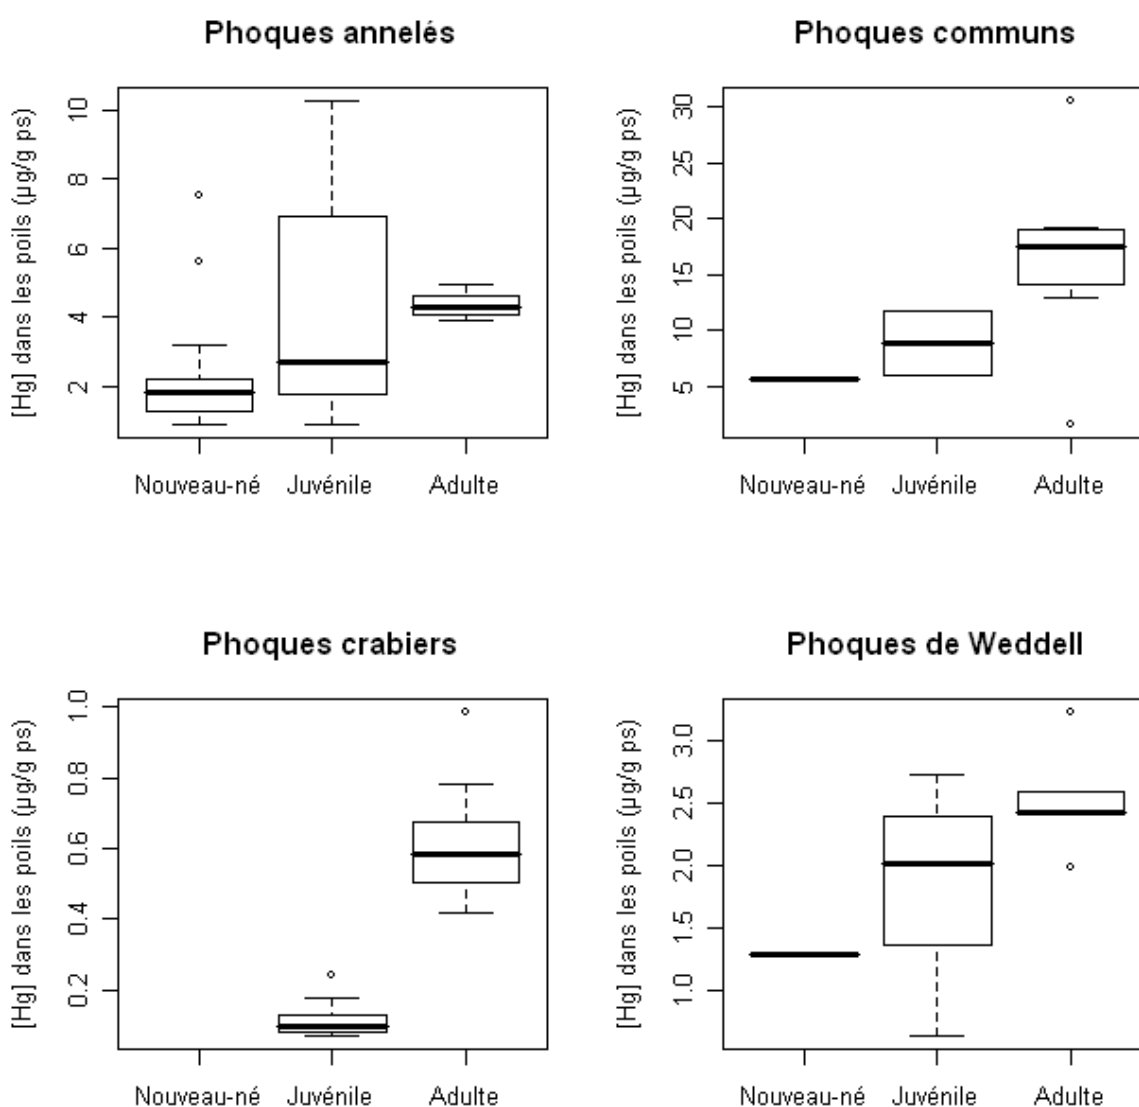 Phoques annelés
[Hg] dans les poils (µg/g ps)
10
8
6
4
2
Nouveau-né Juvénile Adulte
Phoques communs
[Hg] dans les poils (µg/g ps)
30
25
20
15
10
5
Nouveau-né Juvénile Adulte
Phoques crabiers
[Hg] dans les poils (µg/g ps)
1.0
0.8
0.6
0.4
0.2
Nouveau-né Juvénile Adulte
Phoques de Weddell
[Hg] dans les poils (µg/g ps)
3.0
2.5
2.0
1.5
1.0
Nouveau-né Juvénile Adulte